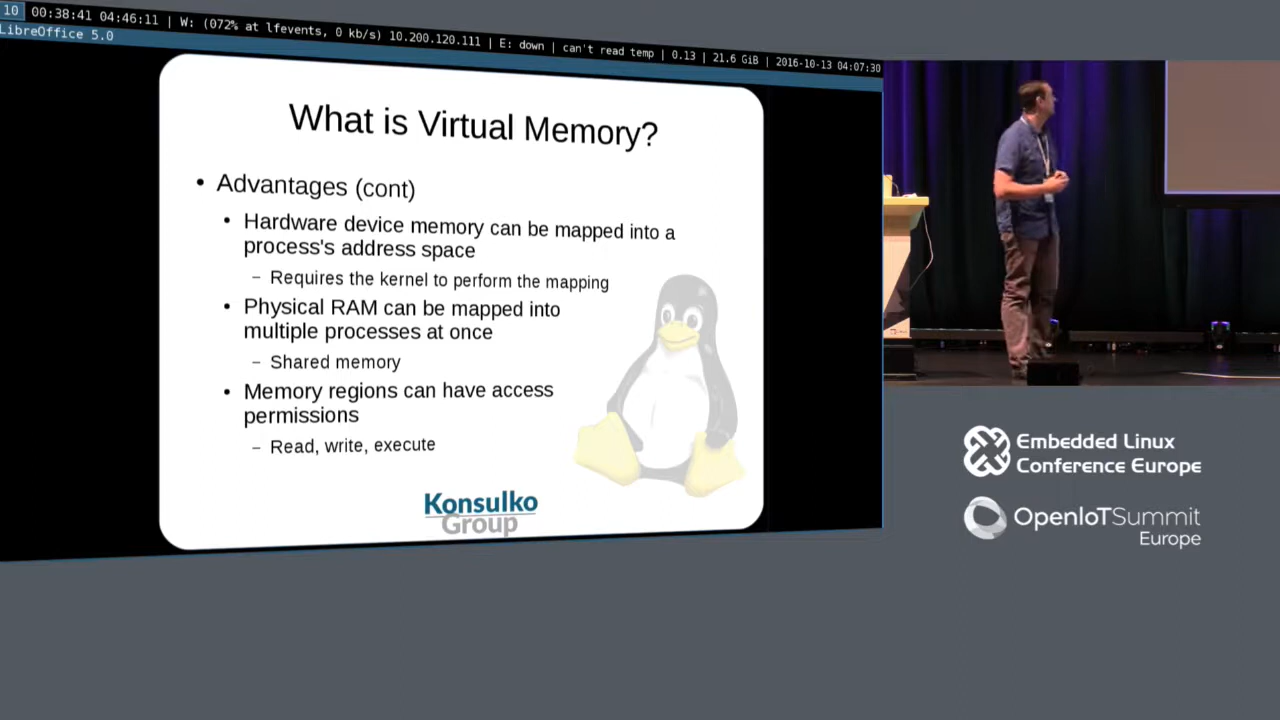 10 00:38:41 04:46:11 | W: (072% at lfevents, 0 kb/s) 10.200.120.111 | E: down | can't read temp | 0.13 | 21.6 GiB | 2016-10-13 04:07:30
LibreOffice 5.0
What is Virtual Memory?
• Advantages (cont)
• Hardware device memory can be mapped into a
process's address space
– Requires the kernel to perform the mapping
• Physical RAM can be mapped into
multiple processes at once
– Shared memory
• Memory regions can have access
permissions
– Read, write, execute
Konsulko
Group
Embedded Linux
Conference Europe
OpenIoTSummit
Europe